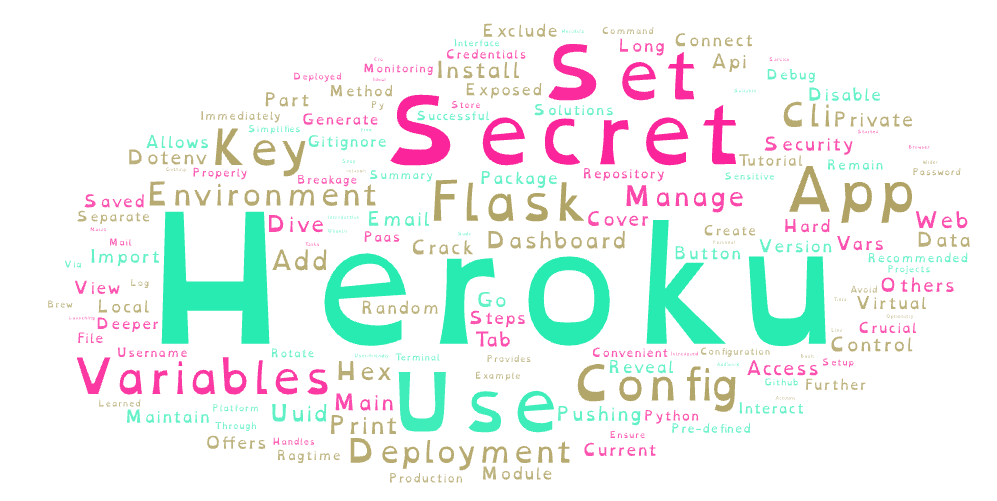 Exclude
Command
Interface
Credentials
Set
Long
Connect
Monitoring
Install
Api
Deployed
Debug
Method
Exposed
Disable
Part
Py
Store
Secret
Solutions
Cli
Private
Immediately
Generate
Successful
Simplifies
Allows
Key
Gitignore
Security
Dotenv
Tutorial
Remain
Properly
Breakage
Summary
Package
Repository
Sensitive
Password
Environment
Flask
Manage
App
Saved
Separate
Dive
Email
Cover
Hard
Web
Mail
Paas
Crack
Dashboard
Create
Button
Version
Vars
Data
Via
Import
Add
Heroku
Recommended
Projects
View
Log
Go
Others
Avoid
Brew
Local
Random
Virtual
Deeper
Steps
Crucial
File
Tab
Control
Username
Rotate
Terminal
Provides
Convenient
Configuration
Setup
Variables
Hex
Use
Example
Config
Reveal
Access
Github
Further
Learned
Main
Maintain
Platform
Uuid
Print
Pushing
Python
Interact
Through
Pre-defined
Offers
Handles
Ensure
Ragtime
Deployment
Current
Production
Module